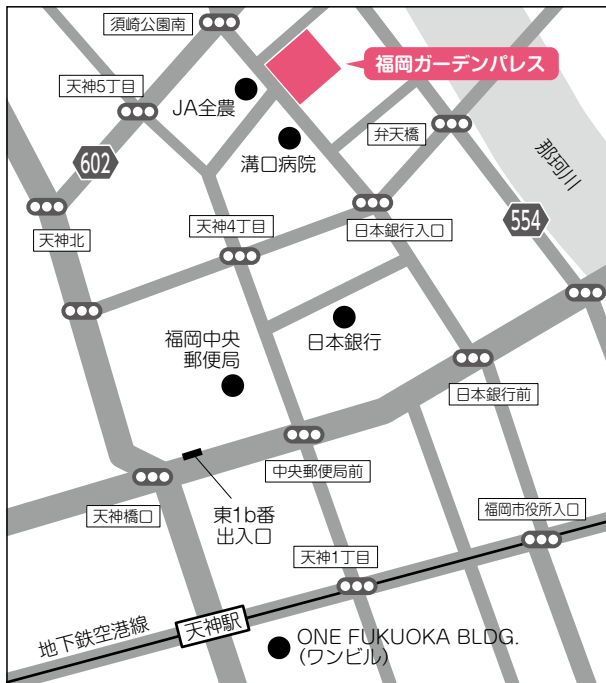 須崎公園南
福岡ガーデンパレス
天神5丁目
JA全農
弁天橋
溝口病院
602
那珂川
554
天神北
天神4丁目
日本銀行入口
福岡中央
郵便局
日本銀行
日本銀行前
中央郵便局前
天神橋口
東1b番
出入口
福岡市役所入口
天神1丁目
地下鉄空港線
天神駅
ONE FUKUOKA BLDG.
(ワンビル)